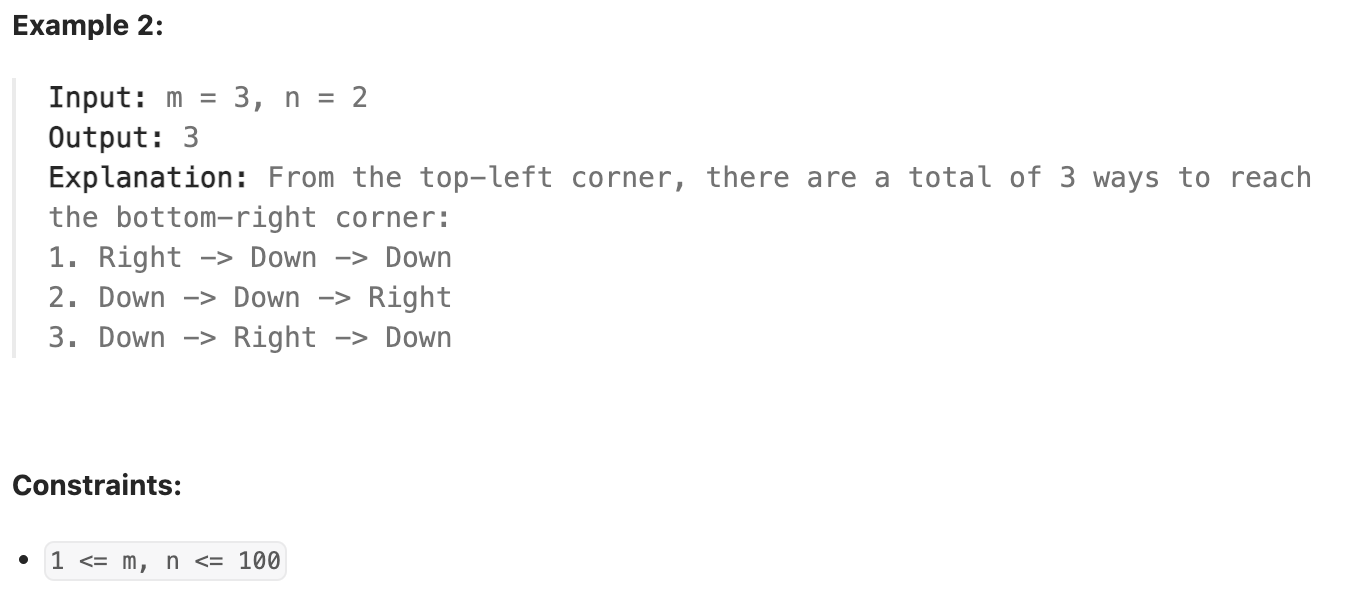 Example 2:
Input: m = 3, n = 2
Output: 3
Explanation: From the top-left corner, there are a total of 3 ways to reach
the bottom-right corner:
1. Right -> Down -> Down
2. Down -> Down -> Right
3. Down -> Right -> Down
Constraints:
• 1 <= m, n <= 100